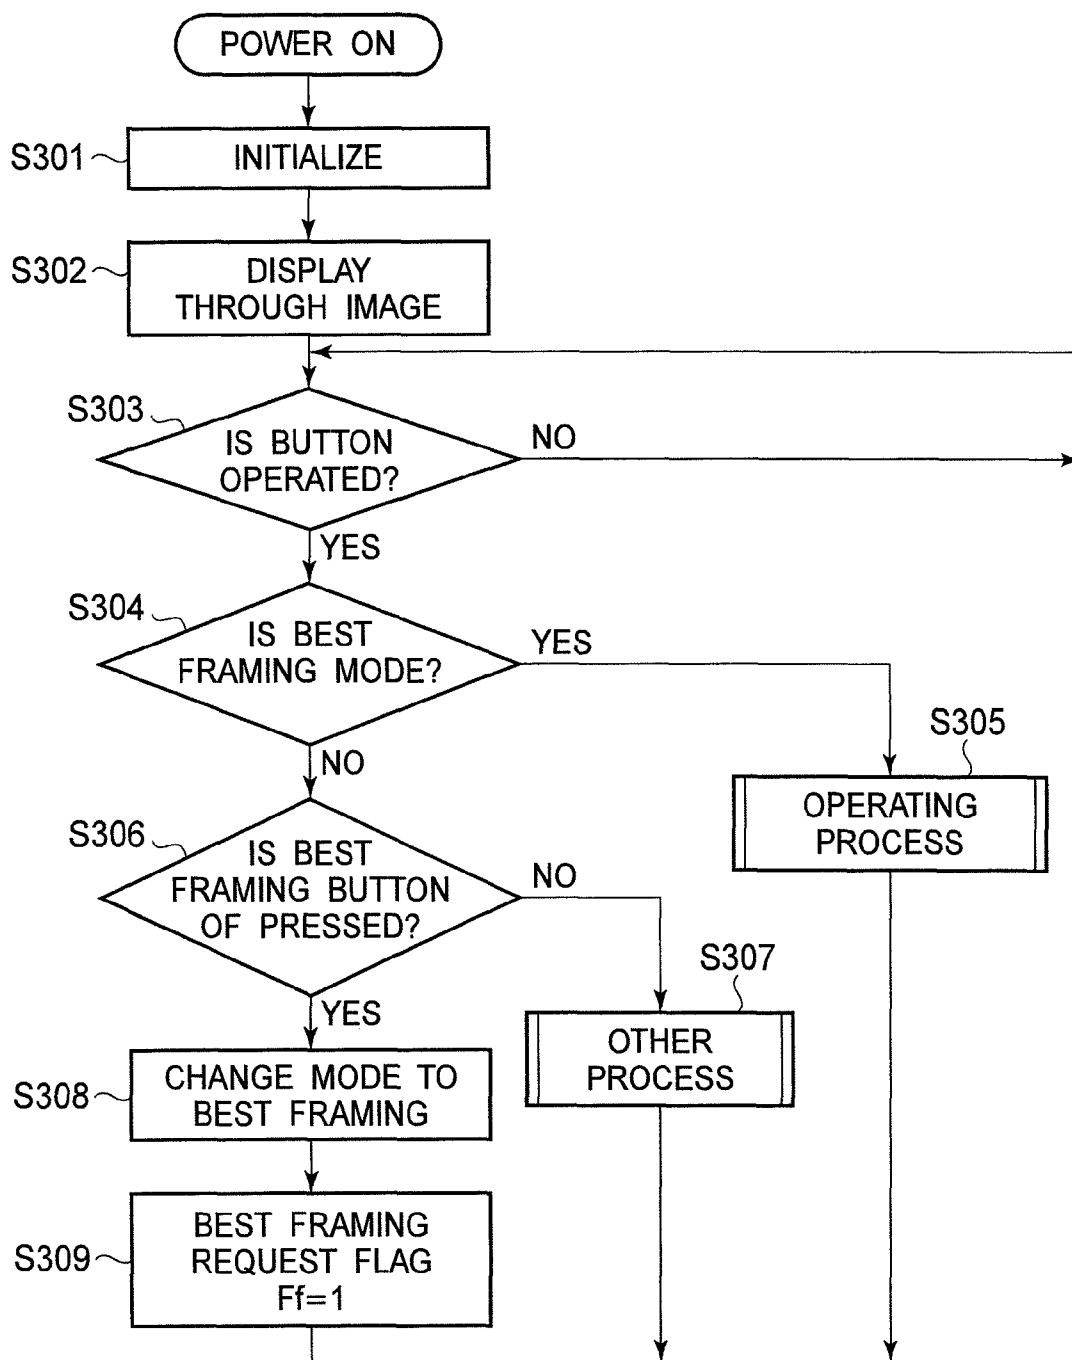 POWER ON
S301
INITIALIZE
S302
DISPLAY
THROUGH IMAGE
S303
IS BUTTON
OPERATED?
NO
YES
S304
IS BEST
FRAMING MODE?
YES
NO
S305
OPERATING
PROCESS
S306
IS BEST
FRAMING BUTTON
OF PRESSED?
NO
YES
S307
OTHER
PROCESS
S308
CHANGE MODE TO
BEST FRAMING
S309
BEST FRAMING
REQUEST FLAG
Ff=1